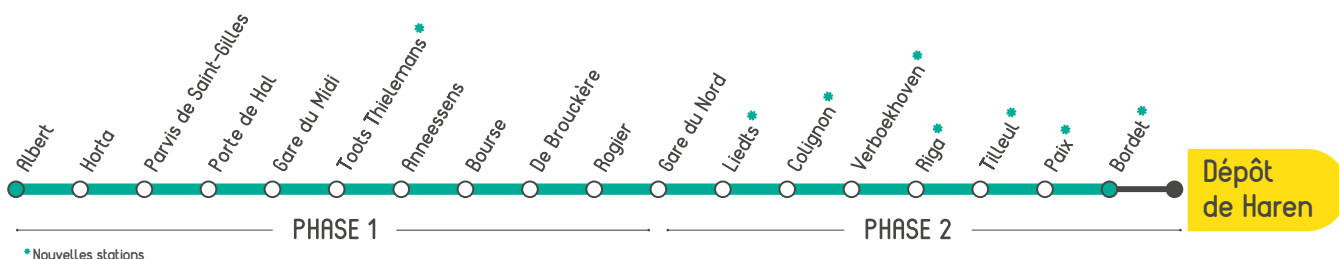 Albert
Horta
Parvis de Saint-Gilles
Porte de Hal
Gare du Midi
Toots Thielemans*
Anneessens
Bourse
De Brouckère
Rogier
Gare du Nord
Liedts*
Colignon*
Verboekhoven*
Riga*
Tilleul*
Paix*
Bordet*
Dépôt
de Haren
PHASE 1
PHASE 2
* Nouvelles stations